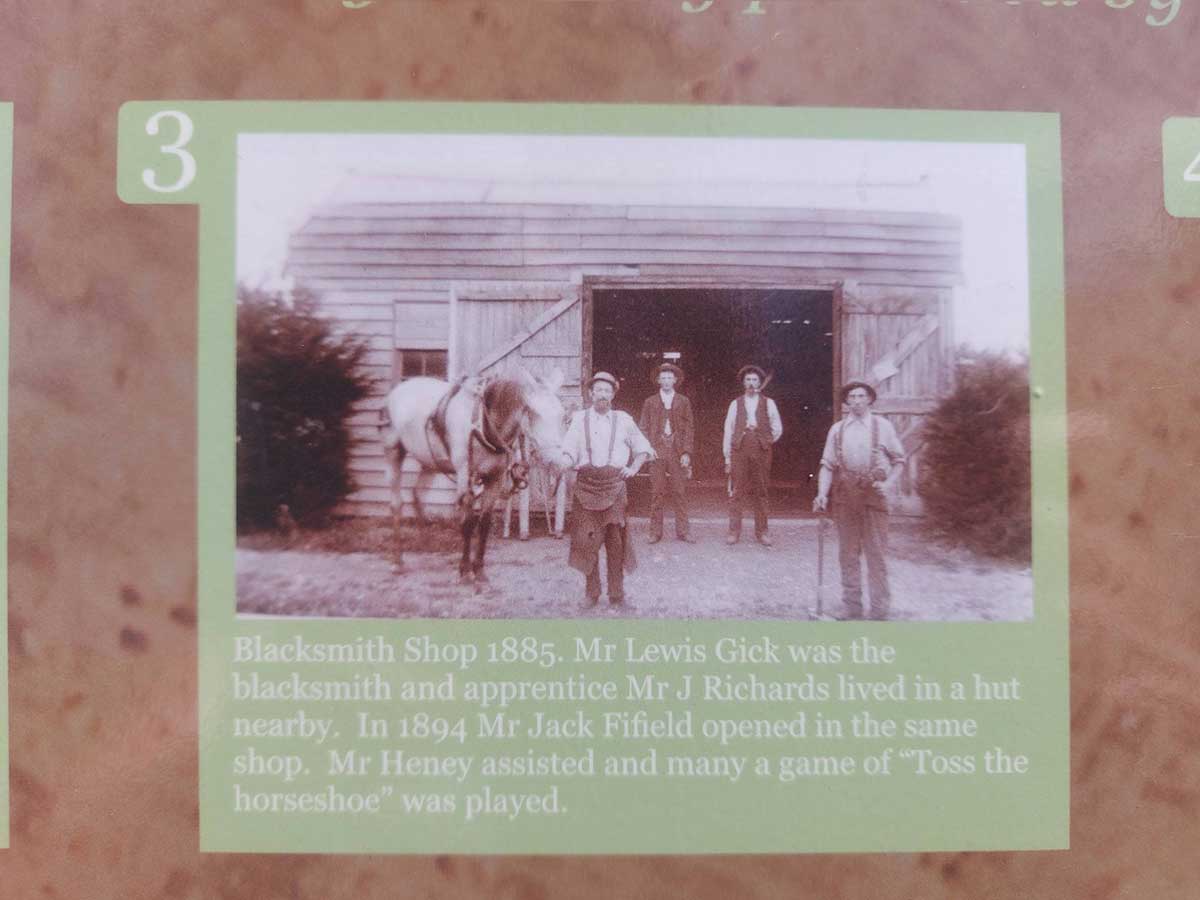 3
Blacksmith Shop 1885. Mr Lewis Gick was the
blacksmith and apprentice Mr J Richards lived in a hut
nearby. In 1894 Mr Jack Fifield opened in the same
shop. Mr Heney assisted and many a game of “Toss the
horseshoe” was played.